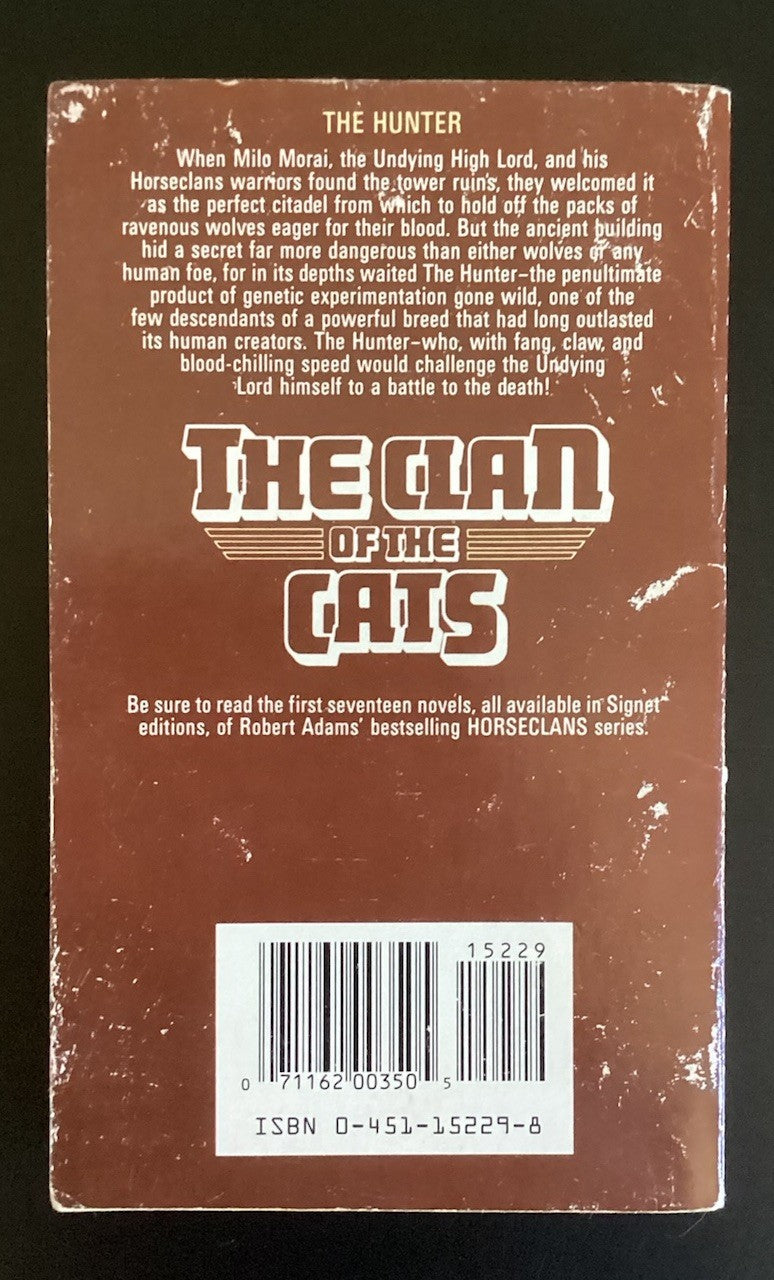 THE HUNTER
When Milo Morai, the Undying High Lord, and his
Horseclans warriors found the tower ruins, they welcomed it
as the perfect citadel from which to hold off the packs of
ravenous wolves eager for their blood. But the ancient building
hid a secret far more dangerous than either wolves or any
human foe, for in its depths waited The Hunter–the penultimate
product of genetic experimentation gone wild, one of the
few descendants of a powerful breed that had long outlasted
its human creators. The Hunter–who, with fang, claw, and
blood-chilling speed would challenge the Undying
Lord himself to a battle to the death!
THE CLAN
OF THE
CATS
Be sure to read the first seventeen novels, all available in Signet
editions, of Robert Adams' bestselling HORSECLANS series.
15229
0 71162 00350 5
ISBN 0-451-15229-8